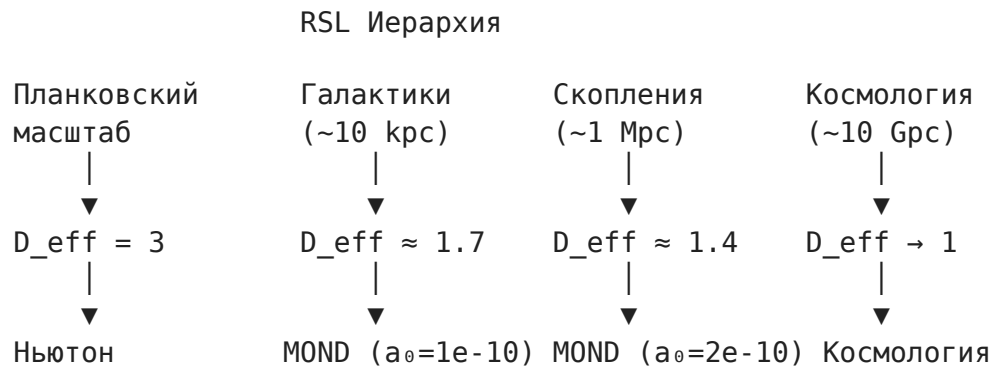 RSL Иерархия
Планковский Галактики Скопления Космология
масштаб (~10 kpc) (~1 Mpc) (~10 Gpc)
D_eff = 3 D_eff ≈ 1.7 D_eff ≈ 1.4 D_eff → 1
Ньютон MOND (a₀=1e-10) MOND (a₀=2e-10) Космология